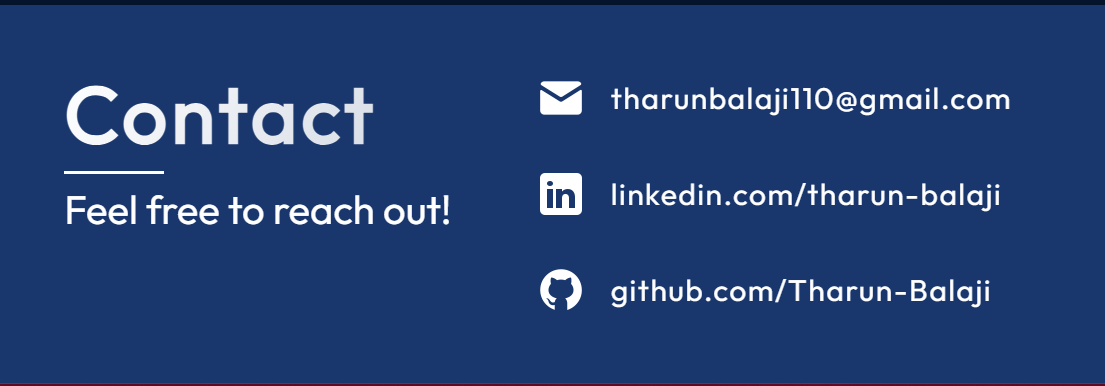 Contact
Feel free to reach out!
tharunbalaji110@gmail.com
linkedin.com/tharun-balaji
github.com/Tharun-Balaji